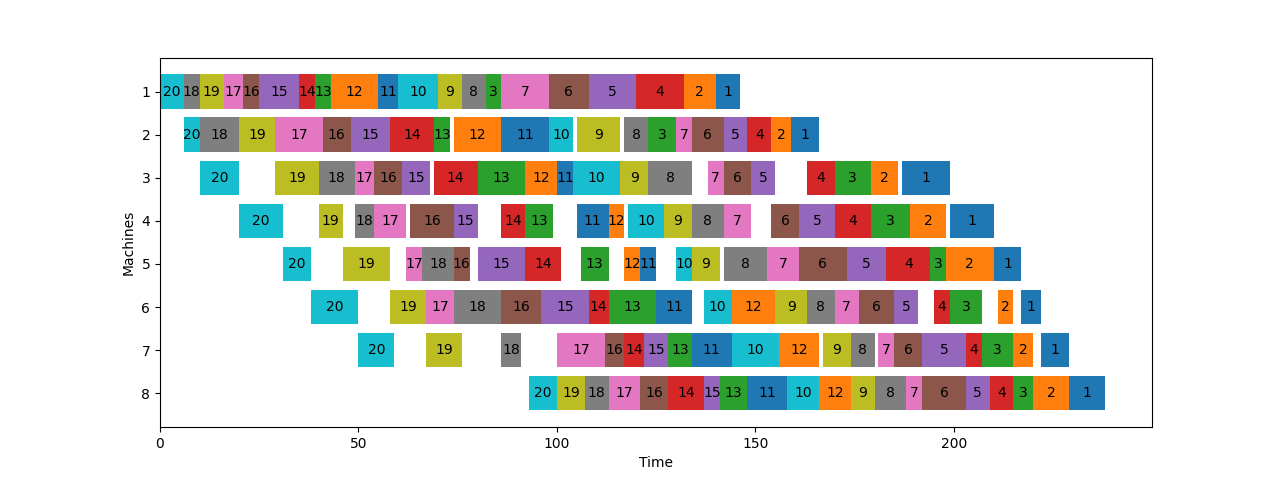 1 20 18 19 17 16 15 14 13 12 11 10 9 8 3 7 6 5 4 2 1
2 20 18 19 17 16 15 14 13 12 11 10 9 8 3 7 6 5 4 2 1
3 20 19 18 17 16 15 14 13 12 11 10 9 8 7 6 5 4 3 2 1
4 20 19 18 17 16 15 14 13 11 12 10 9 8 7 6 5 4 3 2 1
5 20 19 17 18 16 15 14 13 12 11 10 9 8 7 6 5 4 3 2 1
6 20 19 17 18 16 15 14 13 11 10 12 9 8 7 6 5 4 3 2 1
7 20 19 18 17 16 14 15 13 11 10 12 9 8 7 6 5 4 3 2 1
8 20 19 18 17 16 14 15 13 11 10 12 9 8 7 6 5 4 3 2 1
Machines
0 50 100 150 200
Time